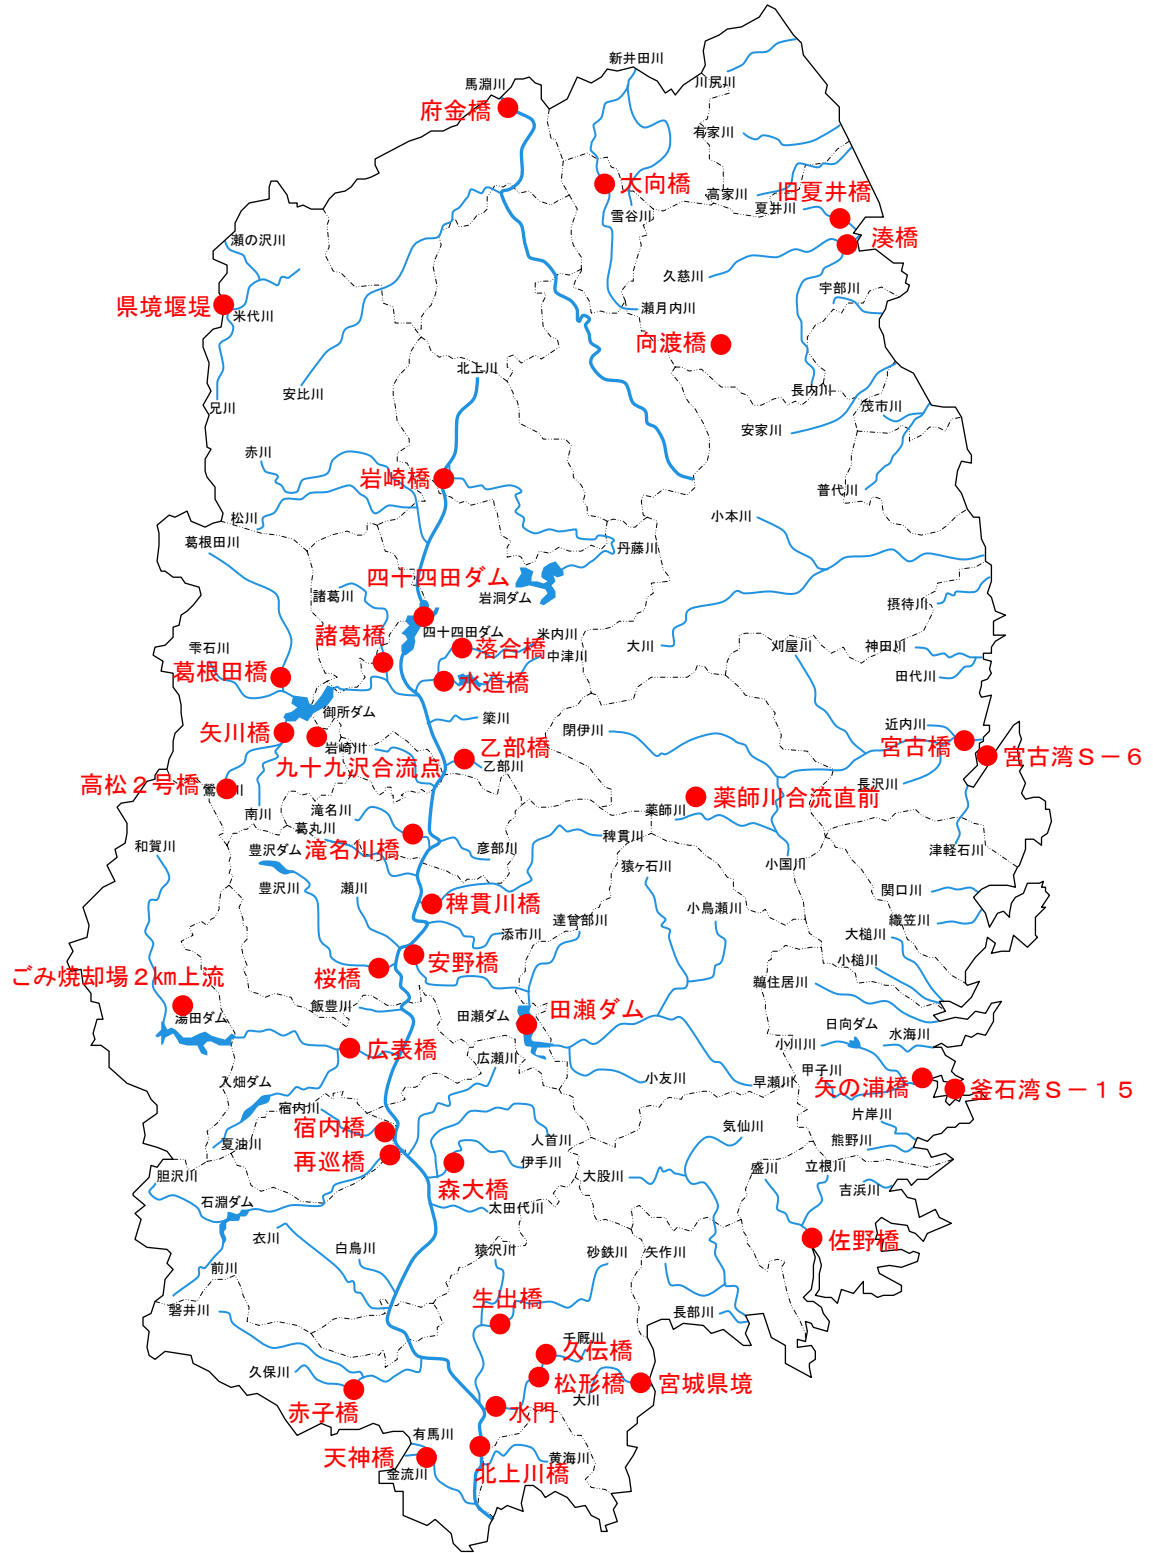 新井田川
川尻川
馬淵川
府金橋
有家川
大向橋
高家川
旧夏井橋
夏井川
雪谷川
湊橋
瀬の沢川
久慈川
宇部川
県境堰堤
米代川
瀬月内川
向渡橋
北上川
安比川
長内川
兄川
茂市川
安家川
赤川
岩崎橋
普代川
松川
小本川
葛根田川
丹藤川
四十四田ダム
岩洞ダム
諸葛川
摂待川
四十四田ダム
米内川
諸葛橋
落合橋
雫石川
大川
刈屋川
神田川
中津川
葛根田橋
水道橋
田代川
御所ダム
簗川
近内川
矢川橋
閉伊川
宮古橋
岩崎川
乙部橋
宮古湾S－6
九十九沢合流点
乙部川
高松2号橋
鶯川
長沢川
薬師川合流直前
滝名川
薬師川
南川
葛丸川
稗貫川
和賀川
豊沢ダム
滝名川橋
彦部川
津軽石川
猿ヶ石川
小国川
豊沢川
瀬川
関口川
稗貫川橋
小鳥瀬川
達曽部川
織笠川
添市川
大槌川
安野橋
小槌川
ごみ焼却場2㎞上流
桜橋
鵜住居川
飯豊川
田瀬ダム
田瀬ダム
湯田ダム
日向ダム
水海川
広表橋
小川川
広瀬川
甲子川
入畑ダム
小友川
早瀬川
矢の浦橋
釜石湾S－15
宿内川
片岸川
宿内橋
気仙川
夏油川
人首川
熊野川
再巡橋
伊手川
胆沢川
大股川
盛川
立根川
森大橋
吉浜川
石淵ダム
太田代川
衣川
佐野橋
白鳥川
猿沢川
砂鉄川
矢作川
前川
生出橋
磐井川
長部川
千厩川
久伝橋
久保川
松形橋
宮城県境
大川
赤子橋
水門
有馬川
天神橋
黄海川
金流川
北上川橋